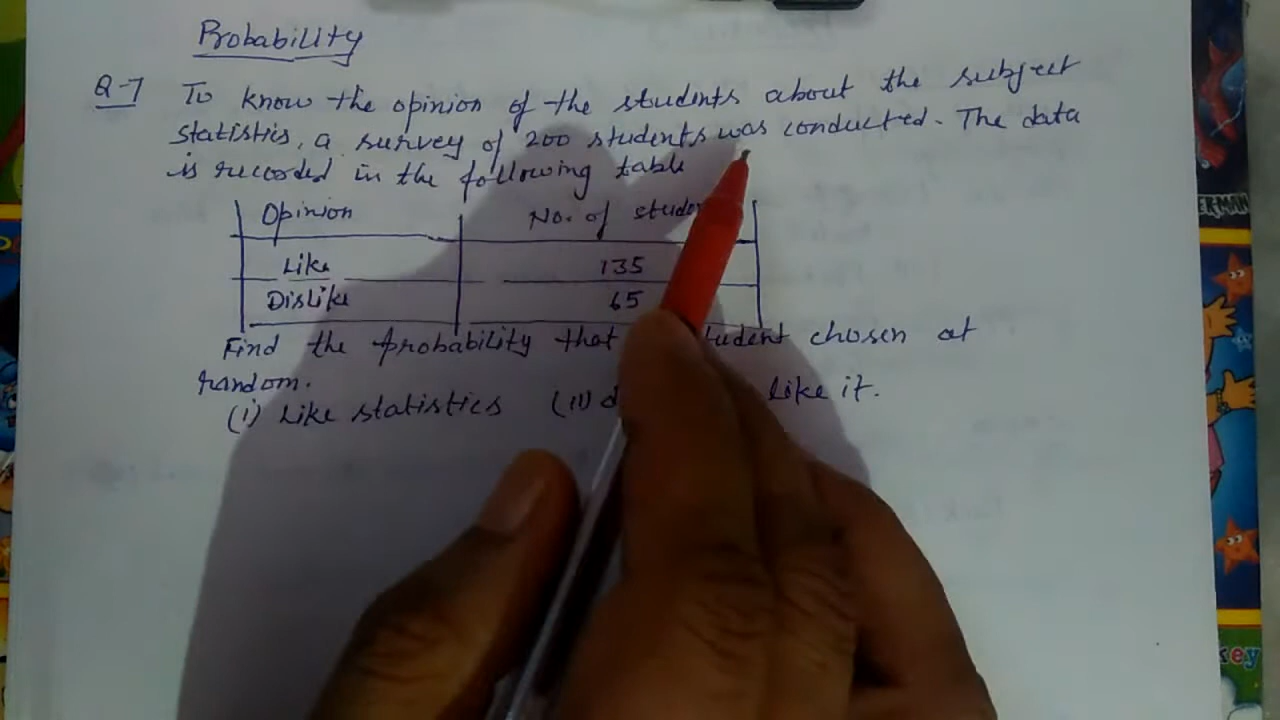 Probability
Q-7 To know the opinion of the students about the subject
statistics, a survey of 200 students was conducted. The data
is recorded in the following table
Opinion No. of
Like 135
Dislike 65
Find the probability that chosen at
random.
(i) Like statistics (ii) like it.
ERMAN
key